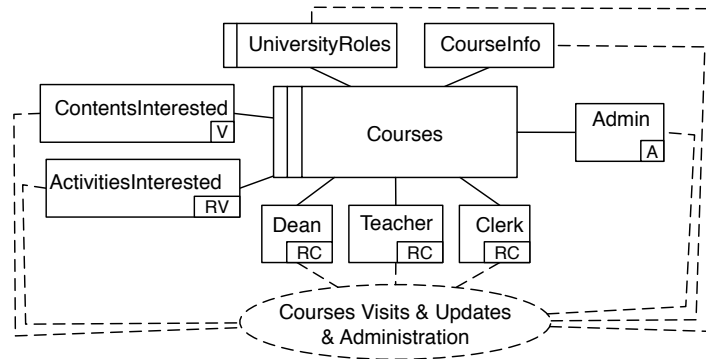 UniversityRoles
CourseInfo
ContentsInterested
V
Courses
Admin
A
ActivitiesInterested
RV
Dean
RC
Teacher
RC
Clerk
RC
Courses Visits & Updates
& Administration